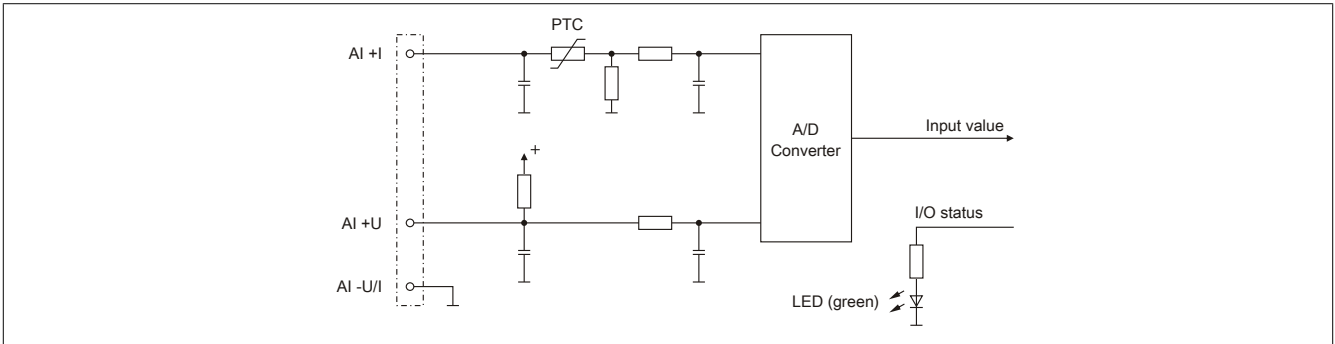 PTC
AI +I
A/D
Converter
Input value
+
AI +U
I/O status
AI -U/I
LED (green)